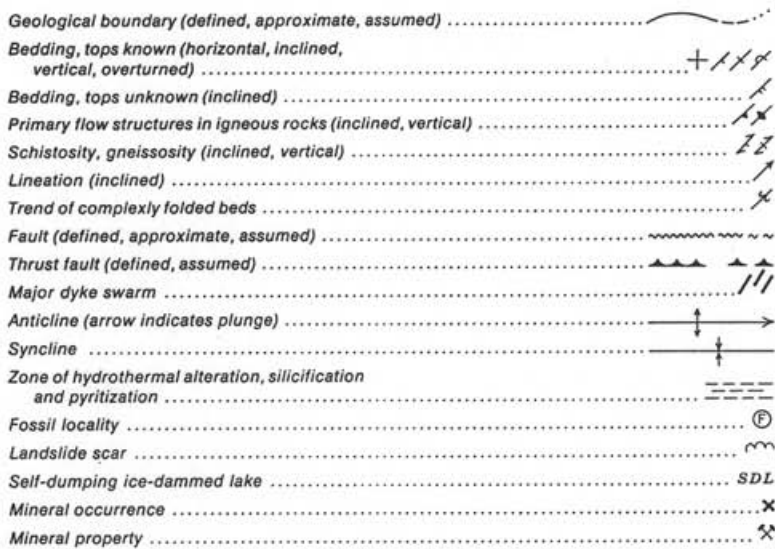 Geological boundary (defined, approximate, assumed)
Bedding, tops known (horizontal, inclined,
vertical, overturned)
Bedding, tops unknown (inclined)
Primary flow structures in igneous rocks (inclined, vertical)
Schistosity, gneissosity (inclined, vertical)
Lineation (inclined)
Trend of complexly folded beds
Fault (defined, approximate, assumed)
Thrust fault (defined, assumed)
Major dyke swarm
Anticline (arrow indicates plunge)
Syncline
Zone of hydrothermal alteration, silicification
and pyritization
Fossil locality F
Landslide scar
Self-dumping ice-dammed lake SDL
Mineral occurrence
Mineral property